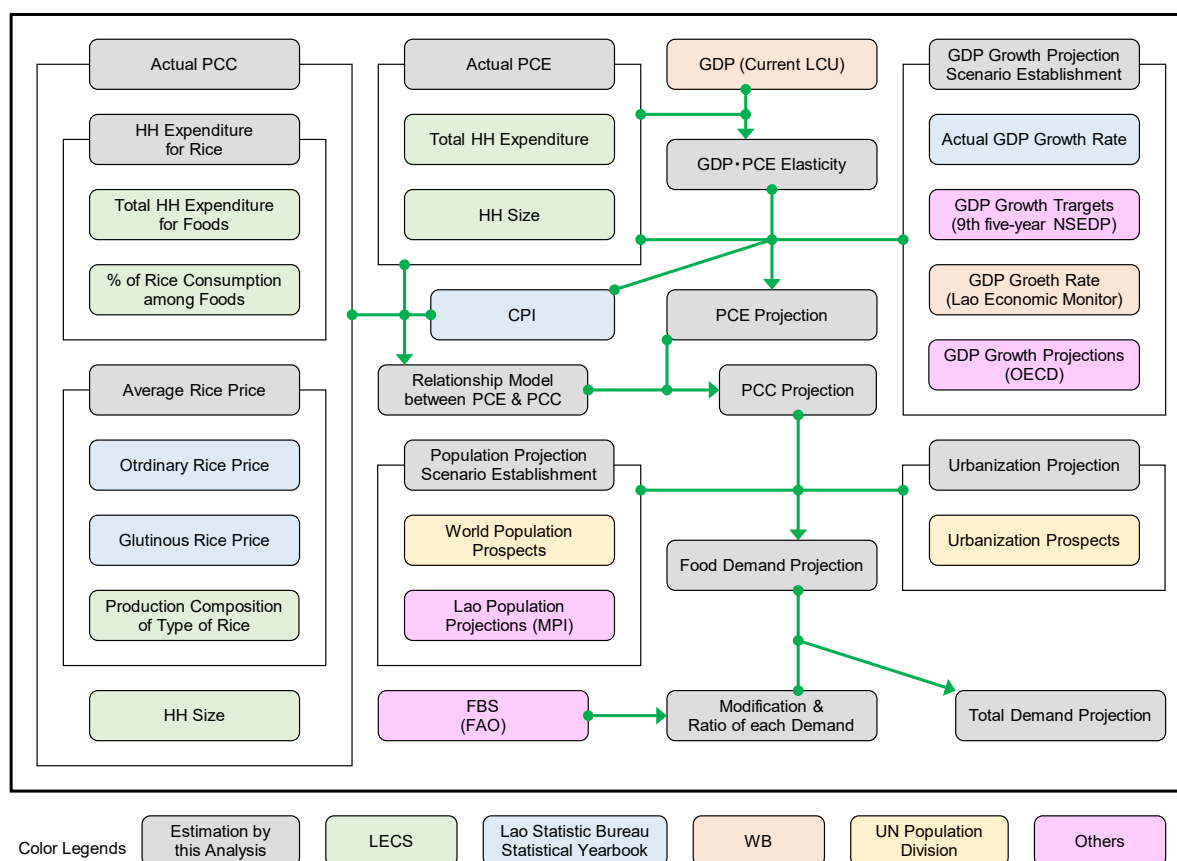 Actual PCC
HH Expenditure
for Rice
Total HH Expenditure
for Foods
% of Rice Consumption
among Foods
Average Rice Price
Otrdinary Rice Price
Glutinous Rice Price
Production Composition
of Type of Rice
HH Size
Actual PCE
Total HH Expenditure
HH Size
CPI
Relationship Model
between PCE & PCC
Population Projection
Scenario Establishment
World Population
Prospects
Lao Population
Projections (MPI)
FBS
(FAO)
GDP (Current LCU)
GDP・PCE Elasticity
PCE Projection
PCC Projection
Food Demand Projection
Modification &
Ratio of each Demand
GDP Growth Projection
Scenario Establishment
Actual GDP Growth Rate
GDP Growth Trargets
(9th five-year NSEDP)
GDP Groeth Rate
(Lao Economic Monitor)
GDP Growth Projections
(OECD)
Urbanization Projection
Urbanization Prospects
Total Demand Projection
Color Legends
Estimation by
this Analysis
LECS
Lao Statistic Bureau
Statistical Yearbook
WB
UN Population
Division
Others